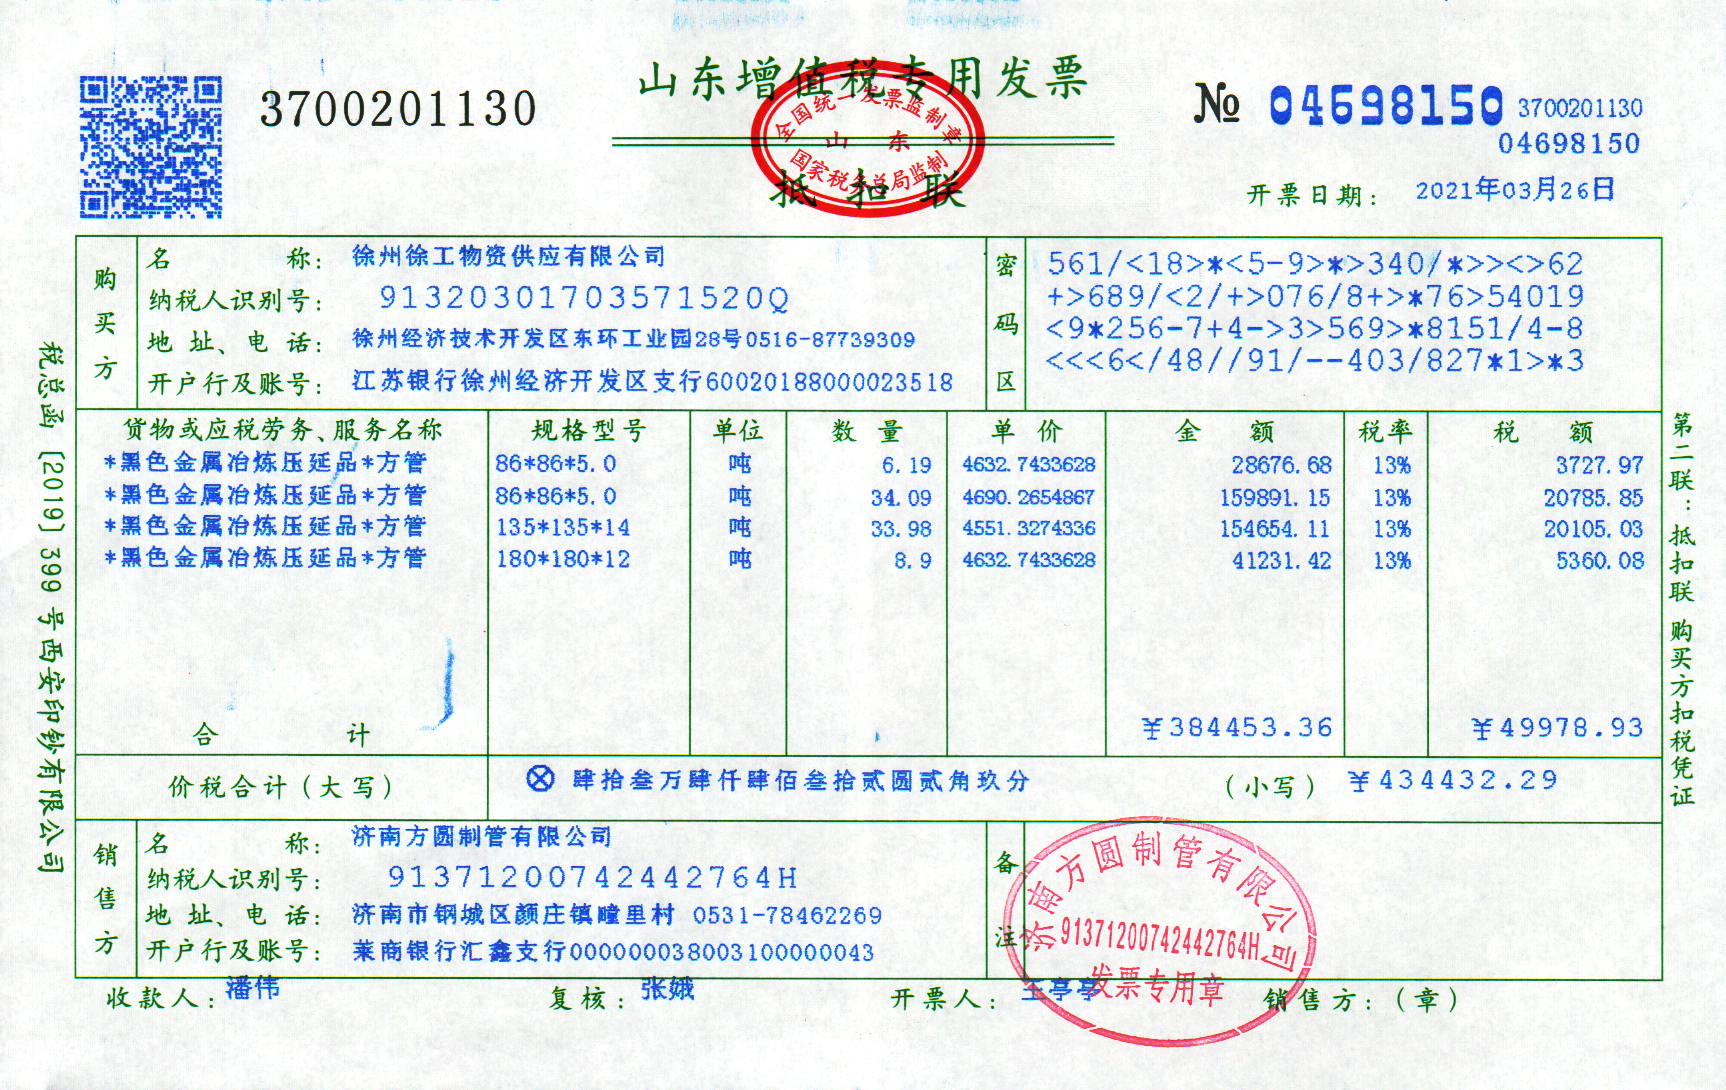 山东增值税专用发票
3700201130
№ 04698150 3700201130
04698150
全国统一发票监制章
山 东
国家税务总局监制
抵扣联
开票日期: 2021年03月26日
购买方
名称: 徐州徐工物资供应有限公司
纳税人识别号: 91320301703571520Q
地址、电话: 徐州经济技术开发区东环工业园28号0516-87739309
开户行及账号: 江苏银行徐州经济开发区支行60020188000023518
密码区
561/<18>*<5-9>*>340/*>><>62
+>689/<2/+>076/8+>*76>54019
<9*256-7+4->3>569>*8151/4-8
<<<6</48//91/--403/827*1>*3
货物或应税劳务、服务名称 规格型号 单位 数量 单价 金额 税率 税额
*黑色金属冶炼压延品*方管 86*86*5.0 吨 6.19 4632.7433628 28676.68 13% 3727.97
*黑色金属冶炼压延品*方管 86*86*5.0 吨 34.09 4690.2654867 159891.15 13% 20785.85
*黑色金属冶炼压延品*方管 135*135*14 吨 33.98 4551.3274336 154654.11 13% 20105.03
*黑色金属冶炼压延品*方管 180*180*12 吨 8.9 4632.7433628 41231.42 13% 5360.08
合计 ¥384453.36 ¥49978.93
价税合计(大写) ⊗ 肆拾叁万肆仟肆佰叁拾贰圆贰角玖分 (小写) ¥434432.29
销售方
名称: 济南方圆制管有限公司
纳税人识别号: 91371200742442764H
地址、电话: 济南市钢城区颜庄镇疃里村 0531-78462269
开户行及账号: 莱商银行汇鑫支行000000038003100000043
备注
济南方圆制管有限公司
91371200742442764H
发票专用章
收款人: 潘伟 复核: 张娥 开票人: 王亭亭 销售方:(章)
税总函[2019]399号西安印钞有限公司
第二联:抵扣联 购买方扣税凭证